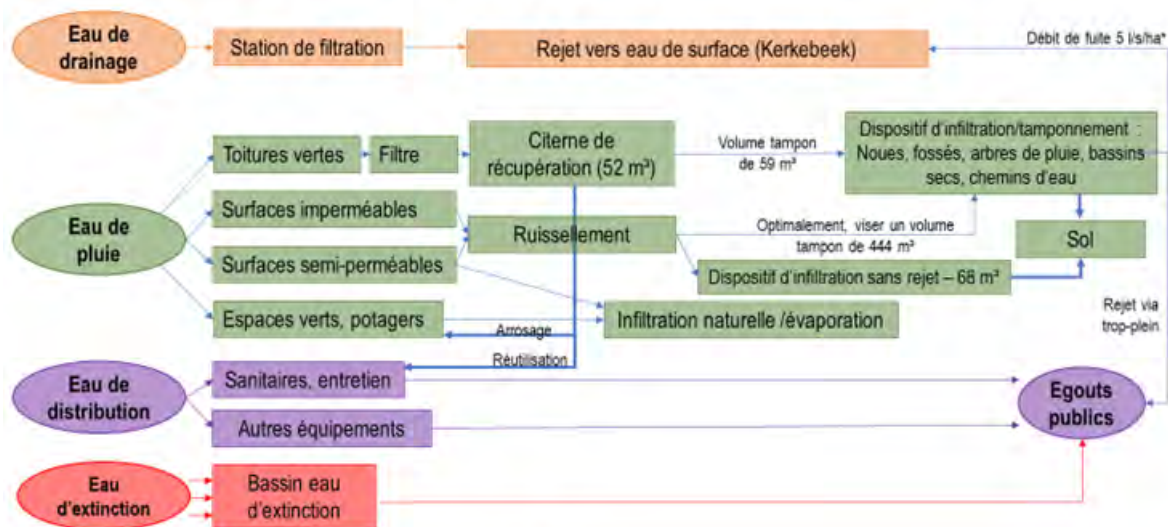 Eau de
drainage
Station de filtration
Rejet vers eau de surface (Kerkebeek)
Débit de fuite 5 l/s/ha*
Eau de
pluie
Toitures vertes
Filtre
Citerne de
récupération (52 m³)
Volume tampon
de 59 m³
Dispositif d'infiltration/tamponnement :
Noues, fossés, arbres de pluie, bassins
secs, chemins d'eau
Surfaces imperméables
Surfaces semi-perméables
Ruissellement
Optimalement, viser un volume
tampon de 444 m³
Sol
Dispositif d'infiltration sans rejet – 68 m³
Espaces verts, potagers
Arrosage
Infiltration naturelle /évaporation
Rejet via
trop-plein
Réutilisation
Eau de
distribution
Sanitaires, entretien
Autres équipements
Egouts
publics
Eau
d'extinction
Bassin eau
d'extinction